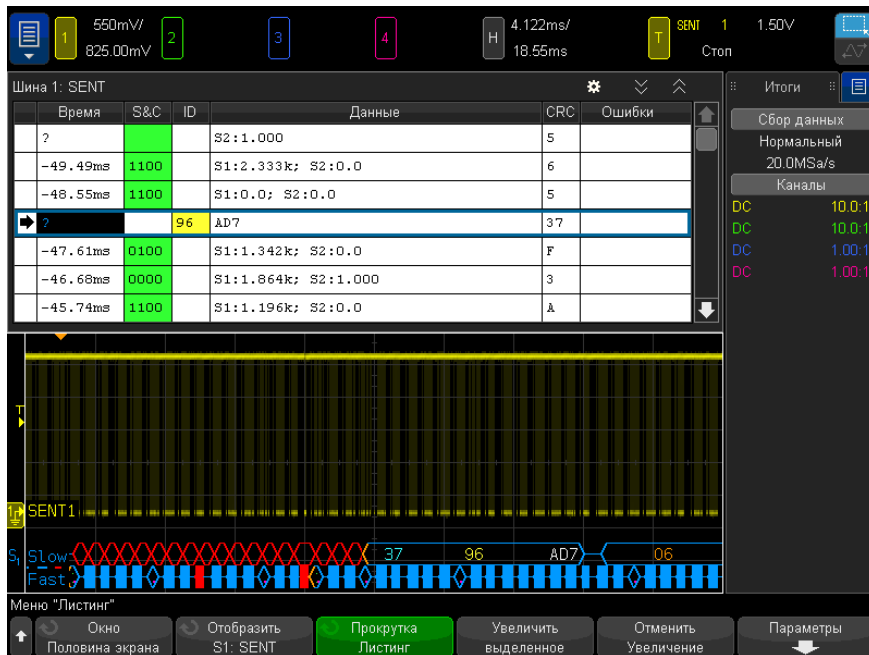 1 550mV/ 2 3 4 H 4.122ms/ T SENT 1 1.50V
825.00mV 18.55ms Стоп
Шина 1: SENT
Время S&C ID Данные CRC Ошибки
? S2:1.000 5
-49.49ms 1100 S1:2.333k; S2:0.0 6
-48.55ms 1100 S1:0.0; S2:0.0 5
? 96 AD7 37
-47.61ms 0100 S1:1.342k; S2:0.0 F
-46.68ms 0000 S1:1.864k; S2:1.000 3
-45.74ms 1100 S1:1.196k; S2:0.0 A
Итоги
Сбор данных
Нормальный
20.0MSa/s
Каналы
DC 10.0:1
DC 10.0:1
DC 1.00:1
DC 1.00:1
T
1 SENT1
S1 Slow 37 96 AD7 06
Fast
Меню "Листинг"
Окно
Половина экрана
Отобразить
S1: SENT
Прокрутка
Листинг
Увеличить
выделенное
Отменить
Увеличение
Параметры